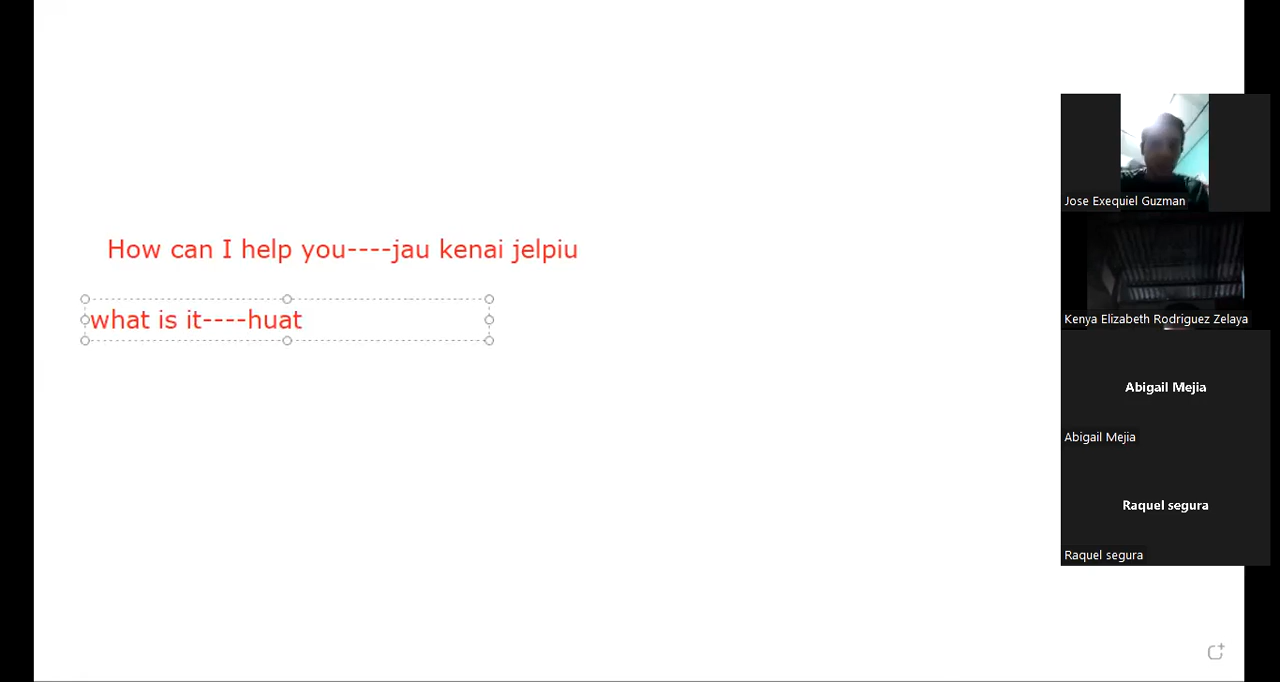 How can I help you----jau kenai jelpiu
what is it----huat
Jose Exequiel Guzman
Kenya Elizabeth Rodriguez Zelaya
Abigail Mejia
Abigail Mejia
Raquel segura
Raquel segura